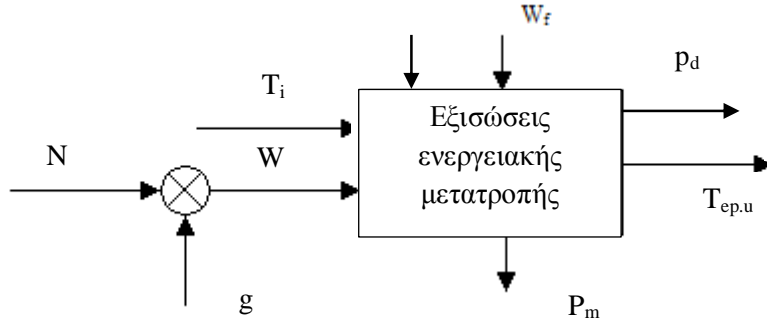 W_f
p_d
T_i
Εξισώσεις
ενεργειακής
μετατροπής
N
W
T_ep.u
g
P_m